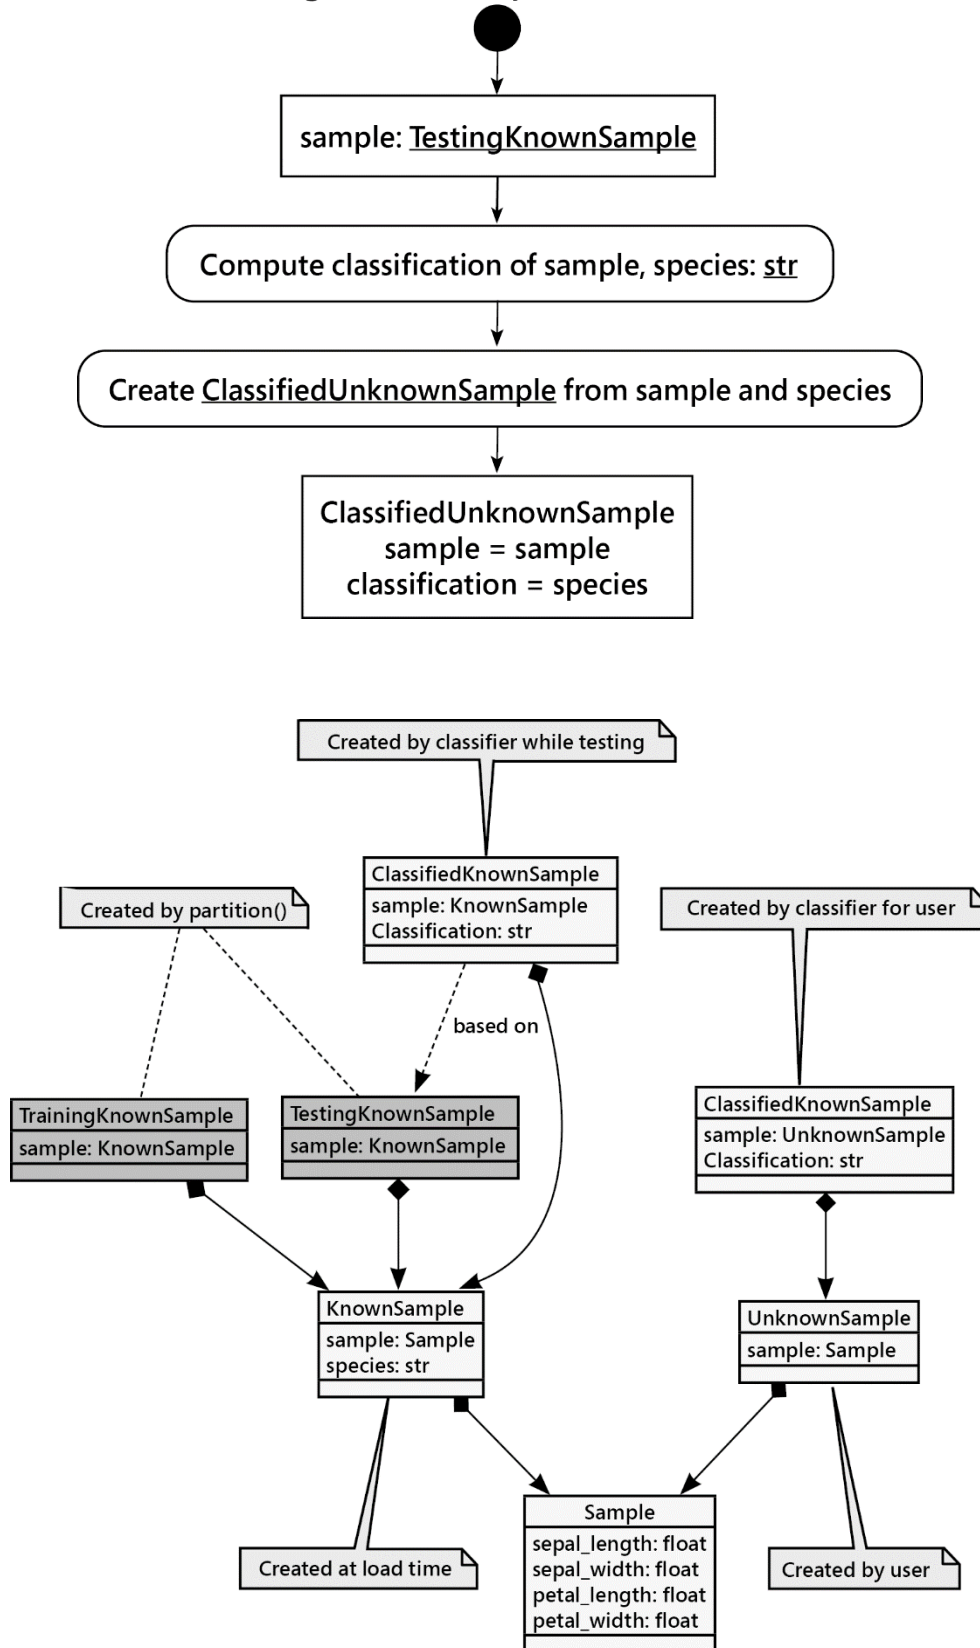 sample: TestingKnownSample
Compute classification of sample, species: str
Create ClassifiedUnknownSample from sample and species
ClassifiedUnknownSample
sample = sample
classification = species
Created by classifier while testing
ClassifiedKnownSample
sample: KnownSample
Classification: str
Created by partition()
Created by classifier for user
based on
TrainingKnownSample
sample: KnownSample
TestingKnownSample
sample: KnownSample
ClassifiedKnownSample
sample: UnknownSample
Classification: str
KnownSample
sample: Sample
species: str
UnknownSample
sample: Sample
Sample
sepal_length: float
sepal_width: float
petal_length: float
petal_width: float
Created at load time
Created by user